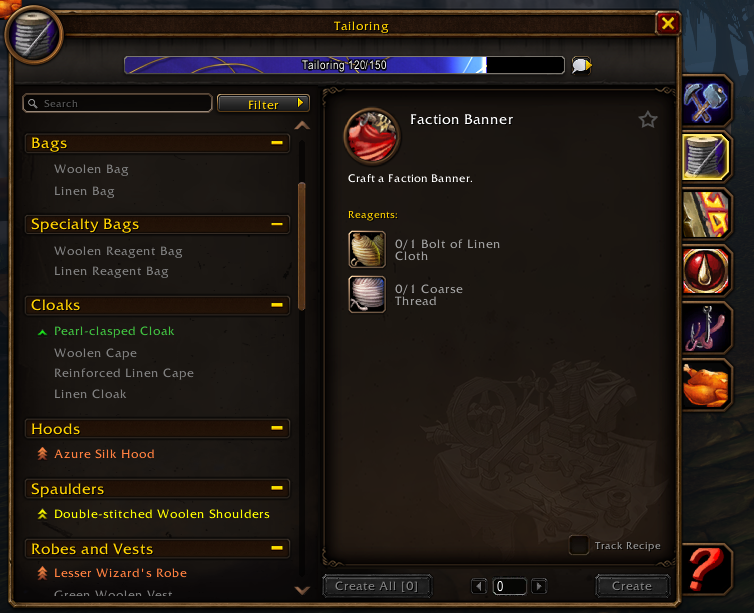 Tailoring
Tailoring 120/150
Search
Filter
Bags
Woolen Bag
Linen Bag
Specialty Bags
Woolen Reagent Bag
Linen Reagent Bag
Cloaks
Pearl-clasped Cloak
Woolen Cape
Reinforced Linen Cape
Linen Cloak
Hoods
Azure Silk Hood
Spaulders
Double-stitched Woolen Shoulders
Robes and Vests
Lesser Wizard's Robe
Green Woolen Vest
Faction Banner
Craft a Faction Banner.
Reagents:
0/1 Bolt of Linen
Cloth
0/1 Coarse
Thread
Track Recipe
Create All [0]
0
Create
?